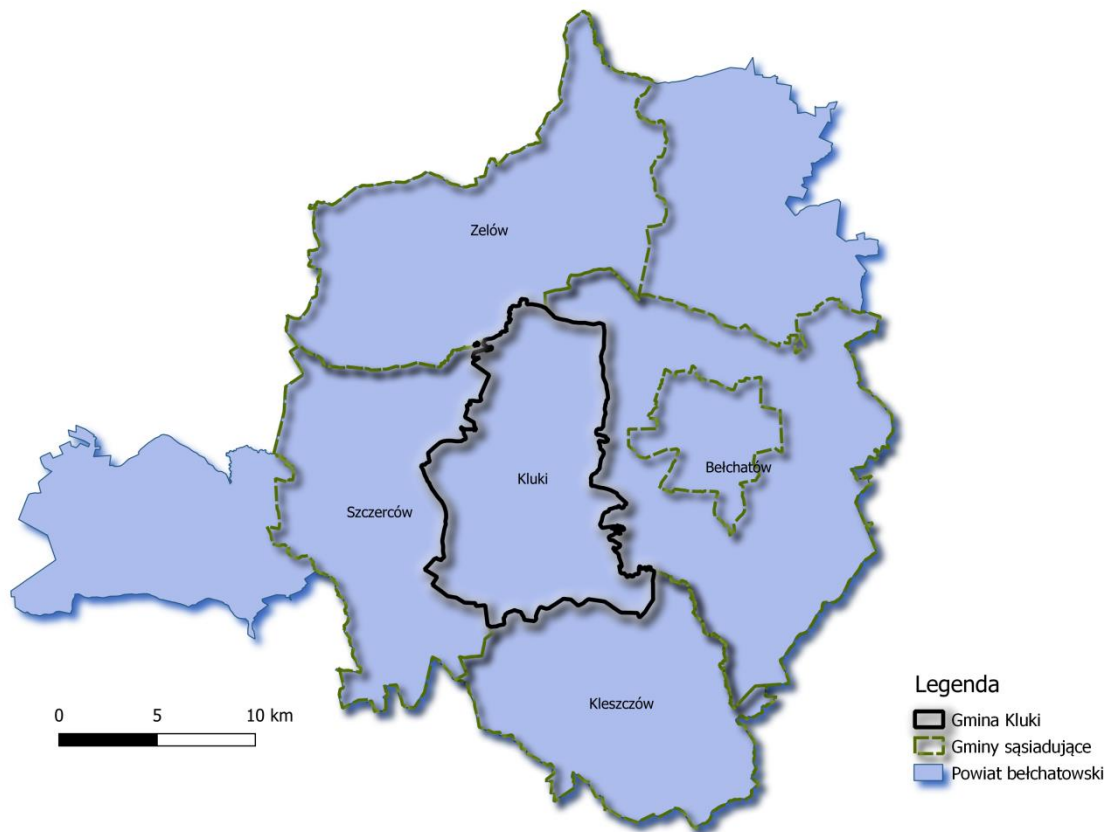 Zelów
Kluki
Bełchatów
Szczerców
Kleszczów
0 5 10 km
Legenda
Gmina Kluki
Gminy sąsiadujące
Powiat bełchatowski